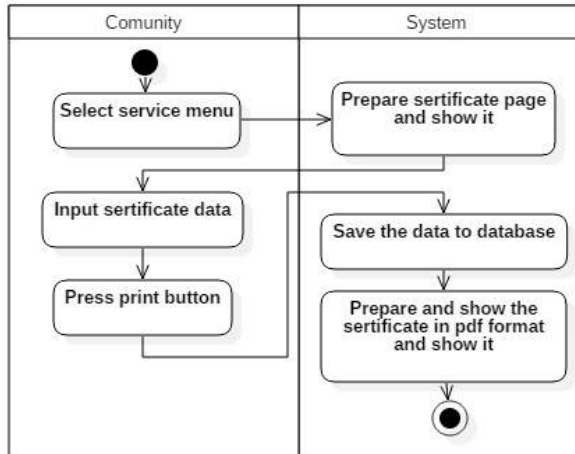 Comunity
System
Select service menu
Prepare sertificate page
and show it
Input sertificate data
Save the data to database
Press print button
Prepare and show the
sertificate in pdf format
and show it